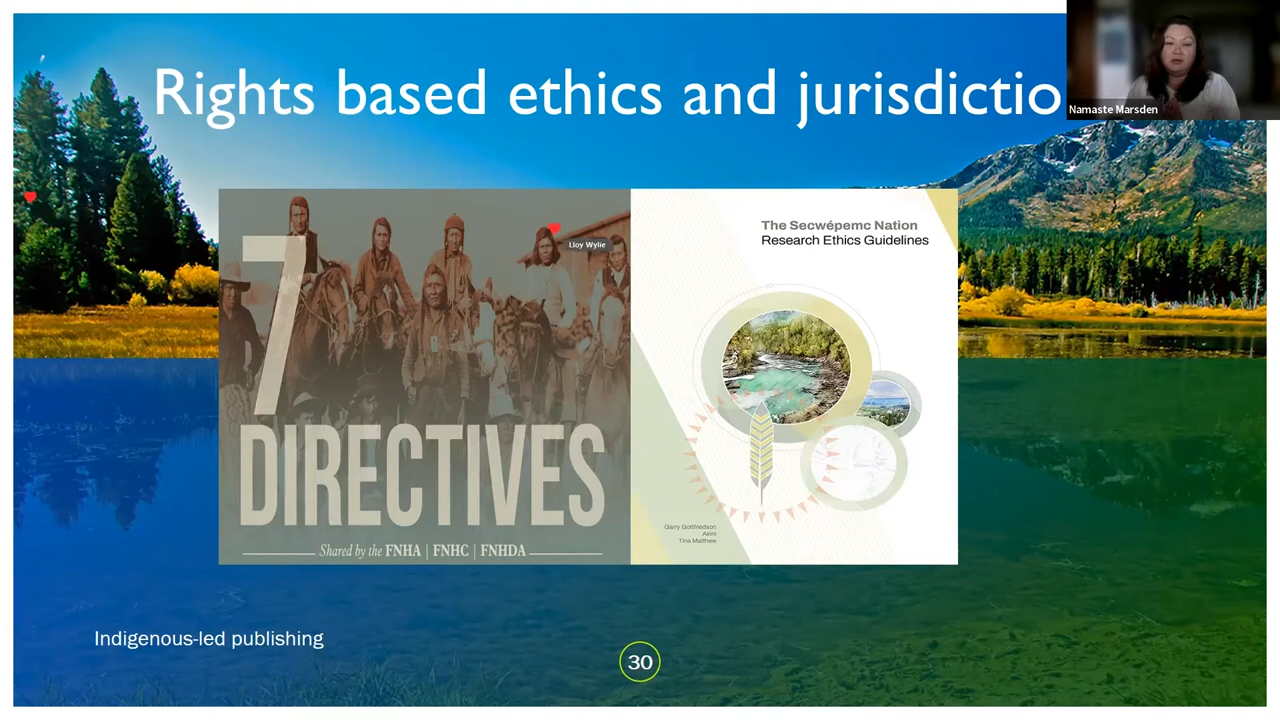 Rights based ethics and jurisdictio
Namaste Marsden
7
DIRECTIVES
Shared by the FNHA | FNHC | FNHDA
Lloy Wylie
The Secwépemc Nation
Research Ethics Guidelines
Garry Gottfriedson
Tina Matthew
Indigenous-led publishing
30